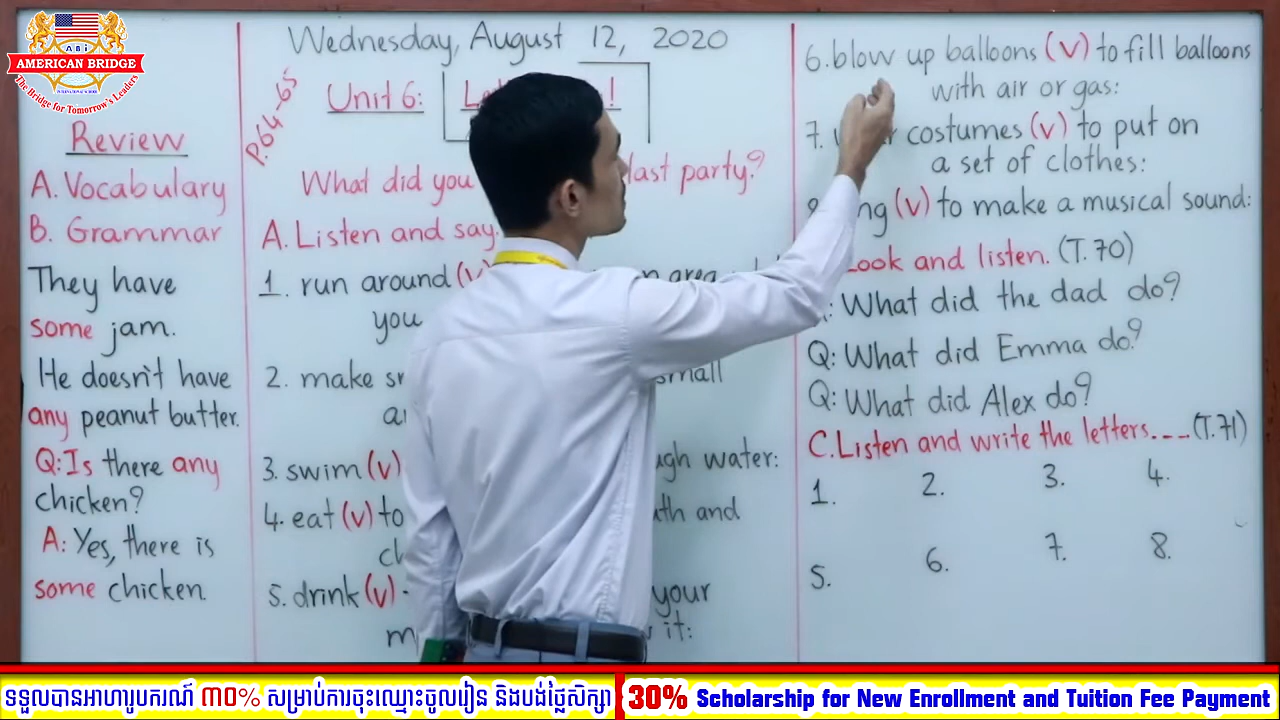 ABi
AMERICAN BRIDGE
INTERNATIONAL SCHOOL
The Bridge for Tomorrow's Leaders
Review
A. Vocabulary
B. Grammar
They have
some jam.
He doesn't have
any peanut butter.
Q: Is there any
chicken?
A: Yes, there is
some chicken.
Wednesday, August 12, 2020
P.64-65
Unit 6: !
What did you last party?
A. Listen and say.
1. run around (v) area
you
2. make small
3. swim (v) water:
4. eat (v) to and
5. drink (v) your
it:
6. blow up balloons (v) to fill balloons
with air or gas:
7. costumes (v) to put on
a set of clothes:
(v) to make a musical sound:
Look and listen. (T.70)
What did the dad do?
Q: What did Emma do?
Q: What did Alex do?
C. Listen and write the letters.... (T.71)
1. 2. 3. 4.
5. 6. 7. 8.
ទទួលបានអាហារូបករណ៍ ៣០% សម្រាប់ការចុះឈ្មោះចូលរៀន និងបង់ថ្លៃសិក្សា
30% Scholarship for New Enrollment and Tuition Fee Payment